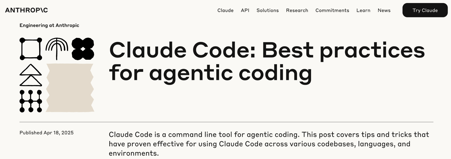 ANTHROP\C
Claude API Solutions Research Commitments Learn News Try Claude
Engineering at Anthropic
Claude Code: Best practices
for agentic coding
Published Apr 18, 2025
Claude Code is a command line tool for agentic coding. This post covers tips and tricks that
have proven effective for using Claude Code across various codebases, languages, and
environments.